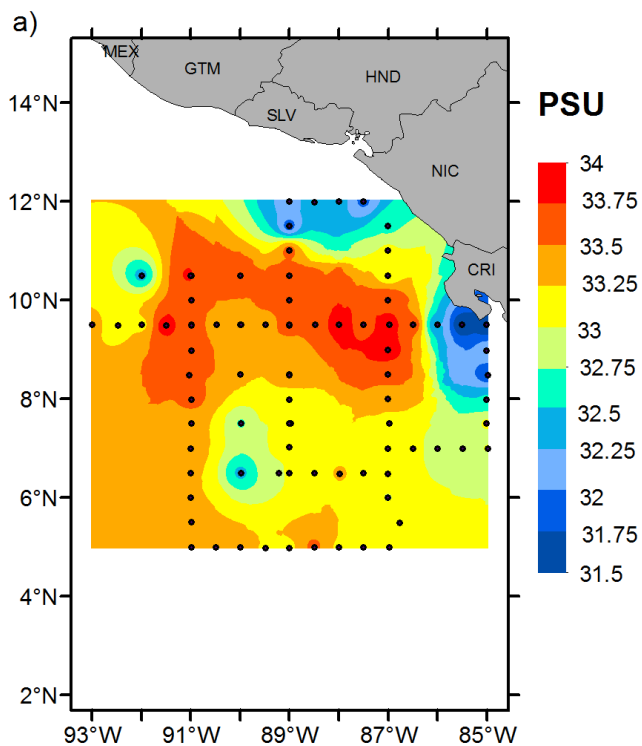 a)
MEX
GTM
HND
SLV
NIC
CRI
14°N
12°N
10°N
8°N
6°N
4°N
2°N
93°W 91°W 89°W 87°W 85°W
PSU
34
33.75
33.5
33.25
33
32.75
32.5
32.25
32
31.75
31.5